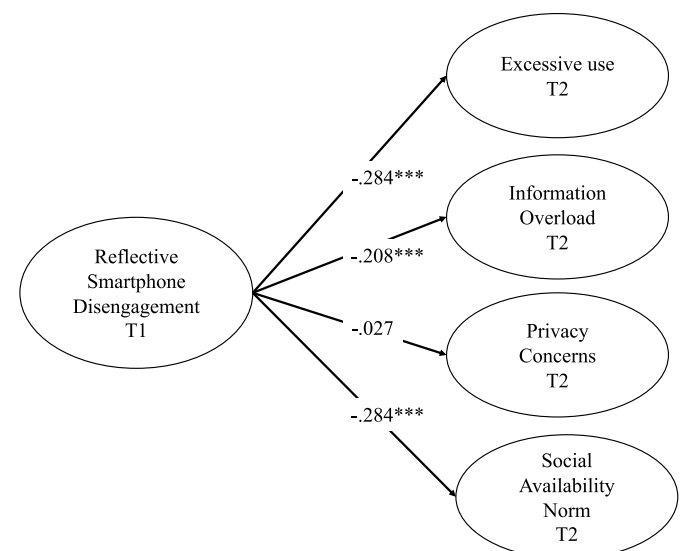 Excessive use
T2
-.284***
Information
Overload
T2
-.208***
Reflective
Smartphone
Disengagement
T1
-.027
Privacy
Concerns
T2
-.284***
Social
Availability
Norm
T2